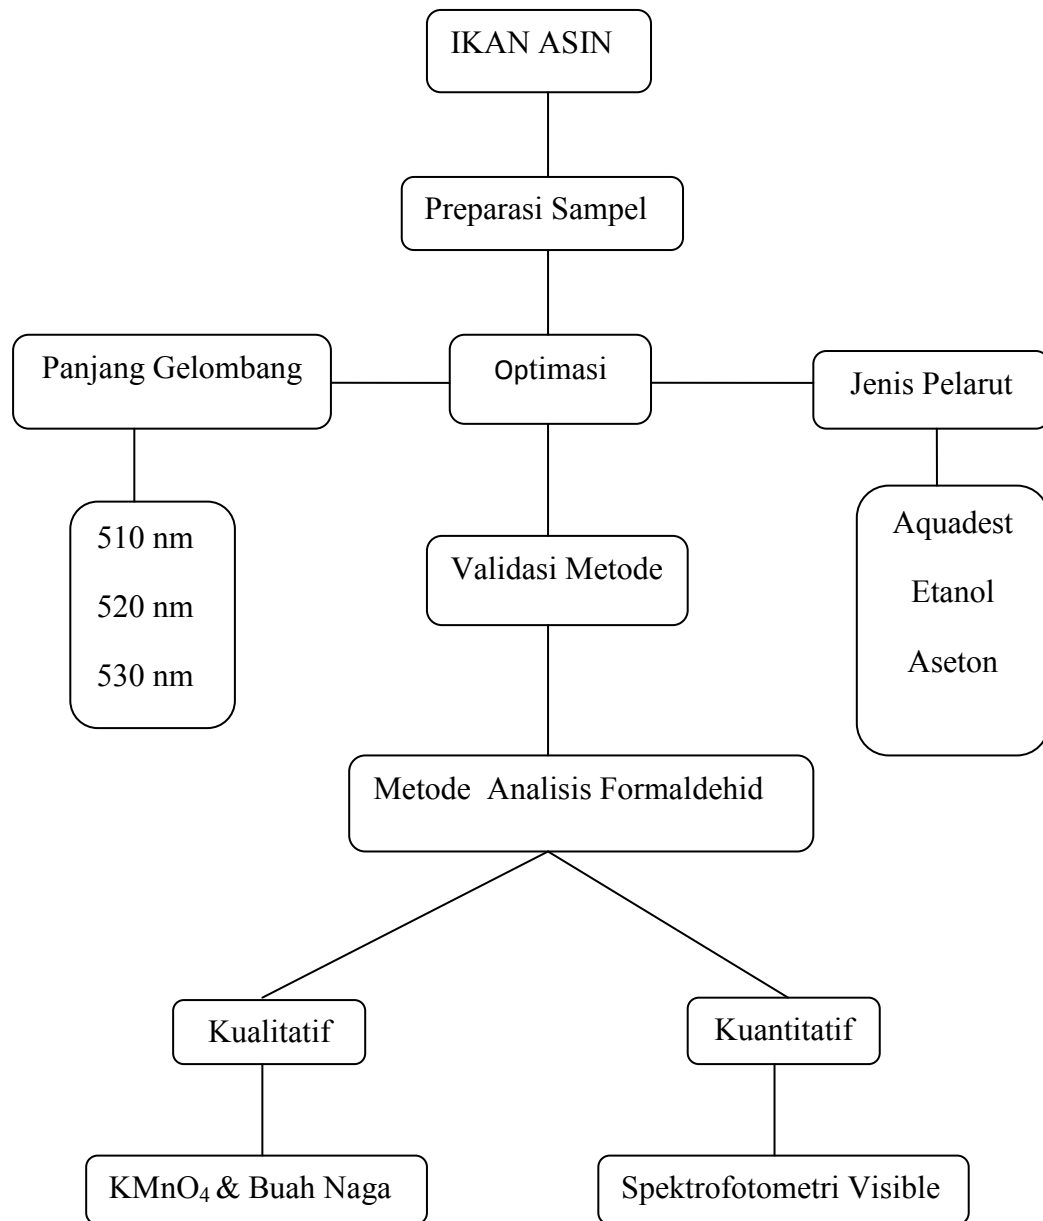 IKAN ASIN
Preparasi Sampel
Panjang Gelombang
Optimasi
Jenis Pelarut
510 nm
520 nm
530 nm
Aquadest
Etanol
Aseton
Validasi Metode
Metode Analisis Formaldehid
Kualitatif
Kuantitatif
KMnO₄ & Buah Naga
Spektrofotometri Visible